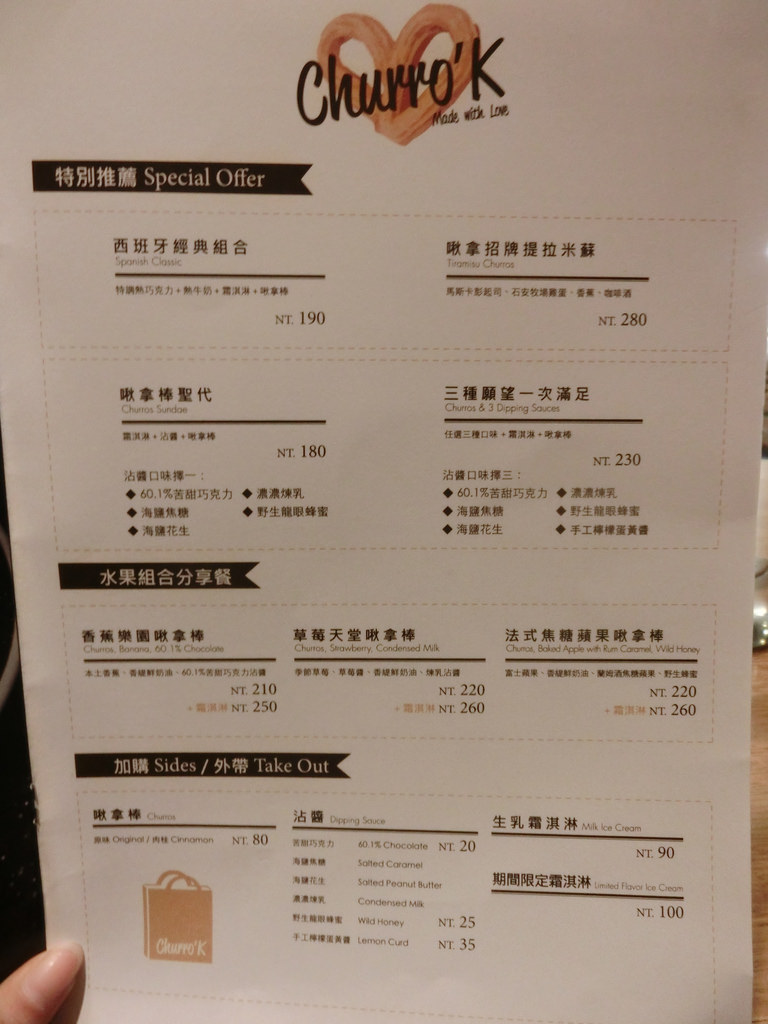 Churro'K
Made with Love
特別推薦 Special Offer
西班牙經典組合
Spanish Classic
特調熱巧克力 + 熱牛奶 + 霜淇淋 + 啾拿棒
NT. 190
啾拿招牌提拉米蘇
Tiramisu Churros
馬斯卡彭起司、石安牧場雞蛋、香蕉、咖啡酒
NT. 280
啾拿棒聖代
Churros Sundae
霜淇淋 + 沾醬 + 啾拿棒
NT. 180
沾醬口味擇一：
◆ 60.1%苦甜巧克力 ◆ 濃濃煉乳
◆ 海鹽焦糖 ◆ 野生龍眼蜂蜜
◆ 海鹽花生
三種願望一次滿足
Churros & 3 Dipping Sauces
任選三種口味 + 霜淇淋 + 啾拿棒
NT. 230
沾醬口味擇三：
◆ 60.1%苦甜巧克力 ◆ 濃濃煉乳
◆ 海鹽焦糖 ◆ 野生龍眼蜂蜜
◆ 海鹽花生 ◆ 手工檸檬蛋黃醬
水果組合分享餐
香蕉樂園啾拿棒
Churros, Banana, 60.1% Chocolate
本土香蕉、香緹鮮奶油、60.1%苦甜巧克力沾醬
NT. 210
+ 霜淇淋 NT. 250
草莓天堂啾拿棒
Churros, Strawberry, Condensed Milk
季節草莓、草莓醬、香緹鮮奶油、煉乳沾醬
NT. 220
+ 霜淇淋 NT. 260
法式焦糖蘋果啾拿棒
Churros, Baked Apple with Rum Caramel, Wild Honey
富士蘋果、香緹鮮奶油、蘭姆酒焦糖蘋果、野生蜂蜜
NT. 220
+ 霜淇淋 NT. 260
加購 Sides / 外帶 Take Out
啾拿棒 Churros
原味 Original / 肉桂 Cinnamon NT. 80
Churro'K
沾醬 Dipping Sauce
苦甜巧克力 60.1% Chocolate NT. 20
海鹽焦糖 Salted Caramel
海鹽花生 Salted Peanut Butter
濃濃煉乳 Condensed Milk
野生龍眼蜂蜜 Wild Honey NT. 25
手工檸檬蛋黃醬 Lemon Curd NT. 35
生乳霜淇淋 Milk Ice Cream
NT. 90
期間限定霜淇淋 Limited Flavor Ice Cream
NT. 100